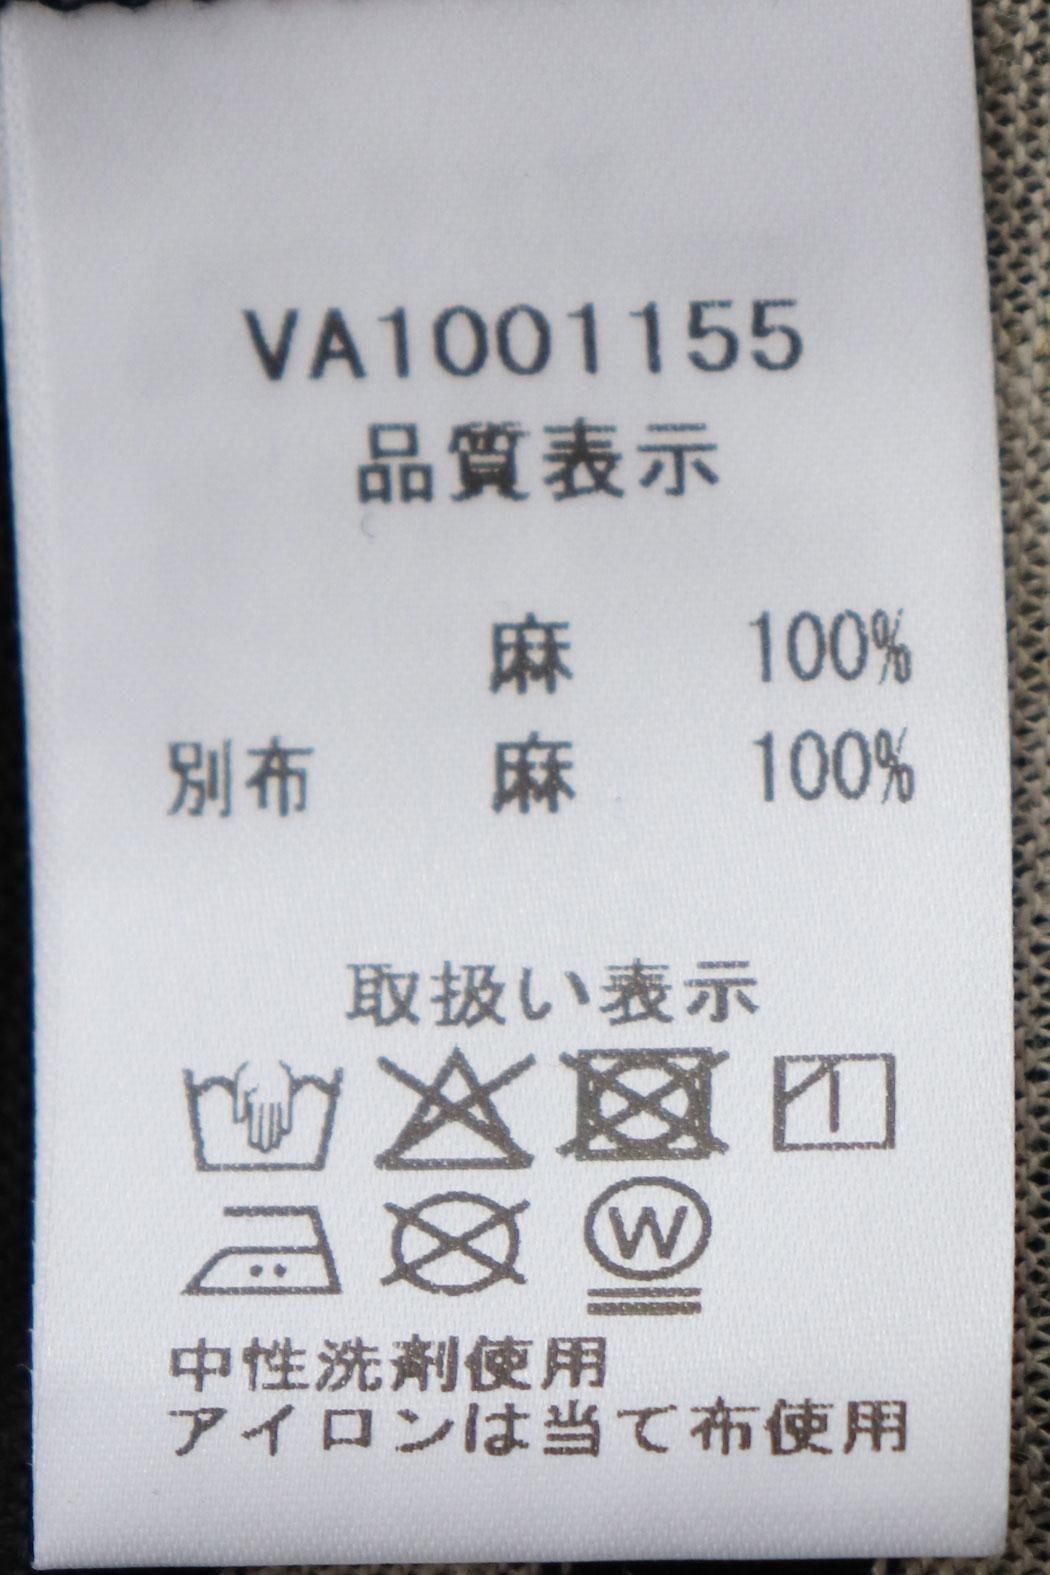 VA1001155
品質表示
麻 100%
別布 麻 100%
取扱い表示
W
中性洗剤使用
アイロンは当て布使用